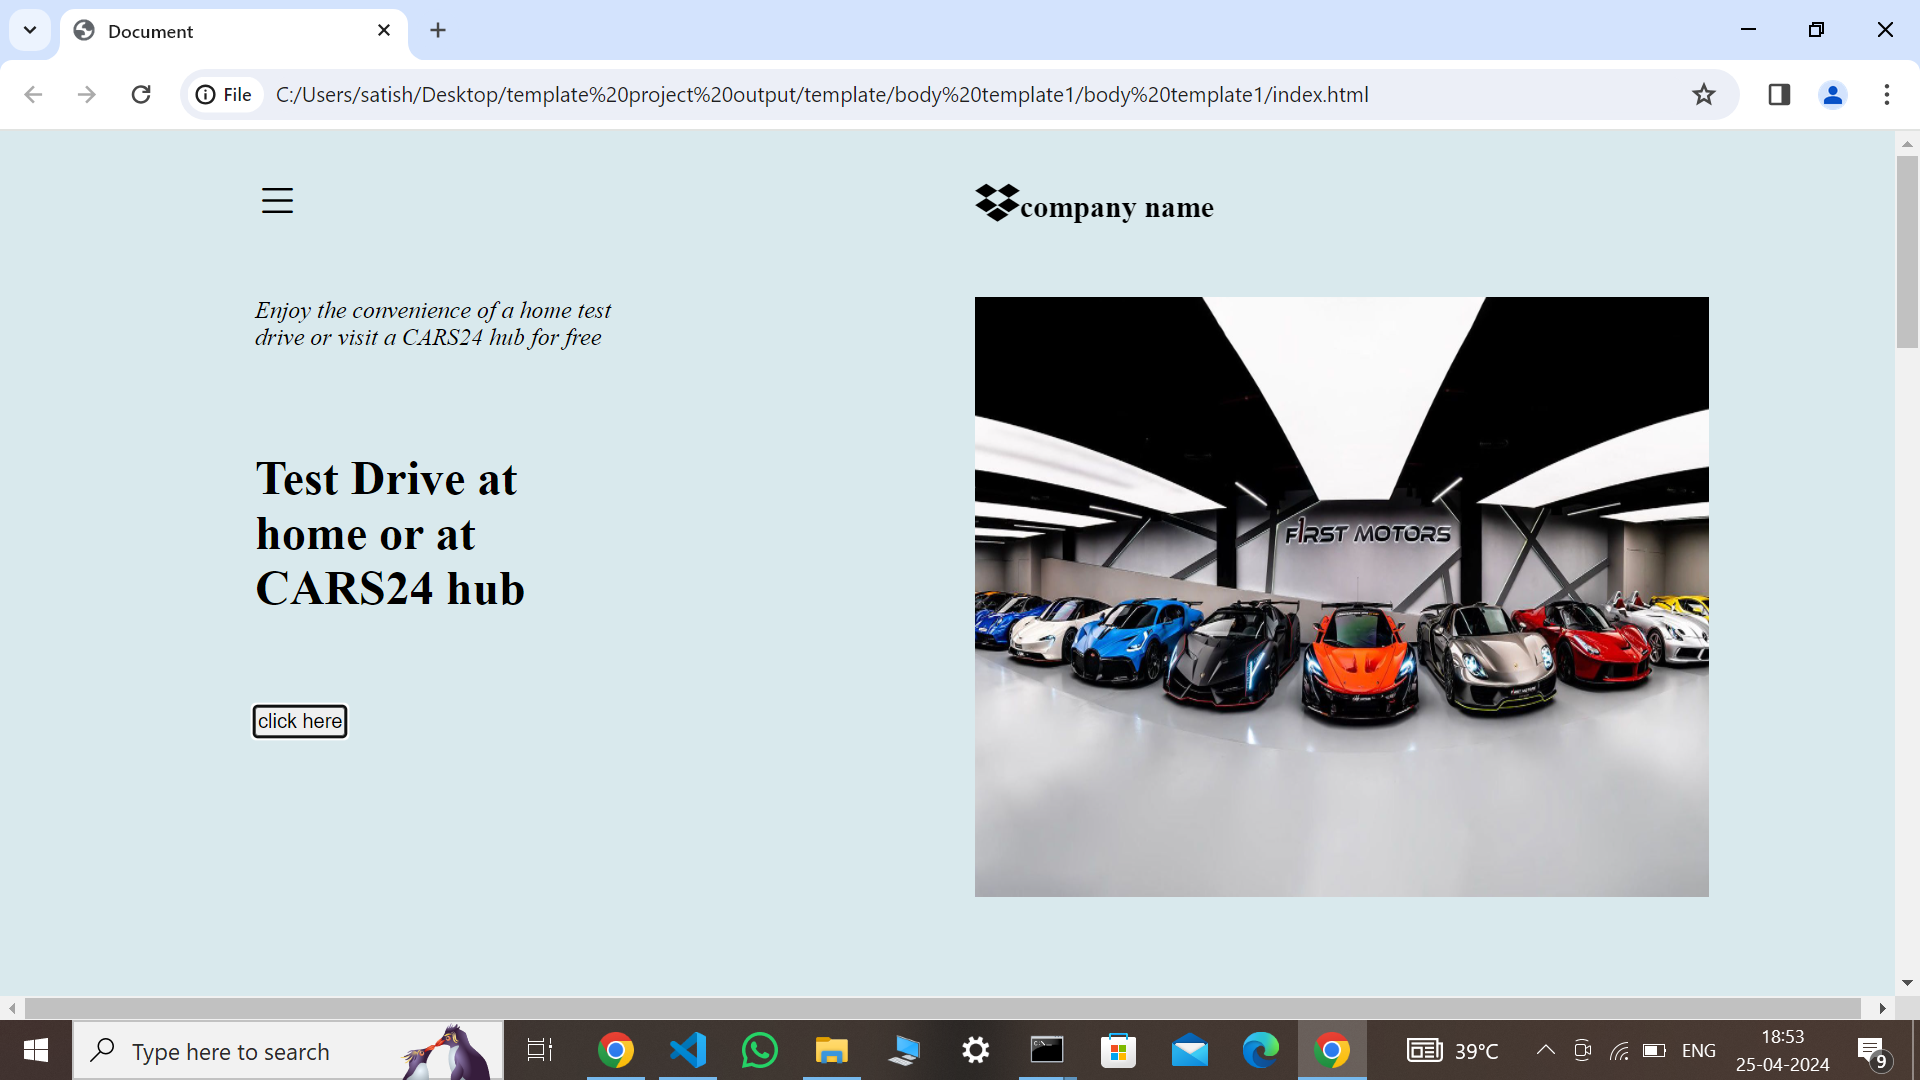 Document
File
C:/Users/satish/Desktop/template%20project%20output/template/body%20template1/body%20template1/index.html
company name
Enjoy the convenience of a home test
drive or visit a CARS24 hub for free
Test Drive at
home or at
CARS24 hub
click here
FIRST MOTORS
Type here to search
39°C
ENG
18:53
25-04-2024
9